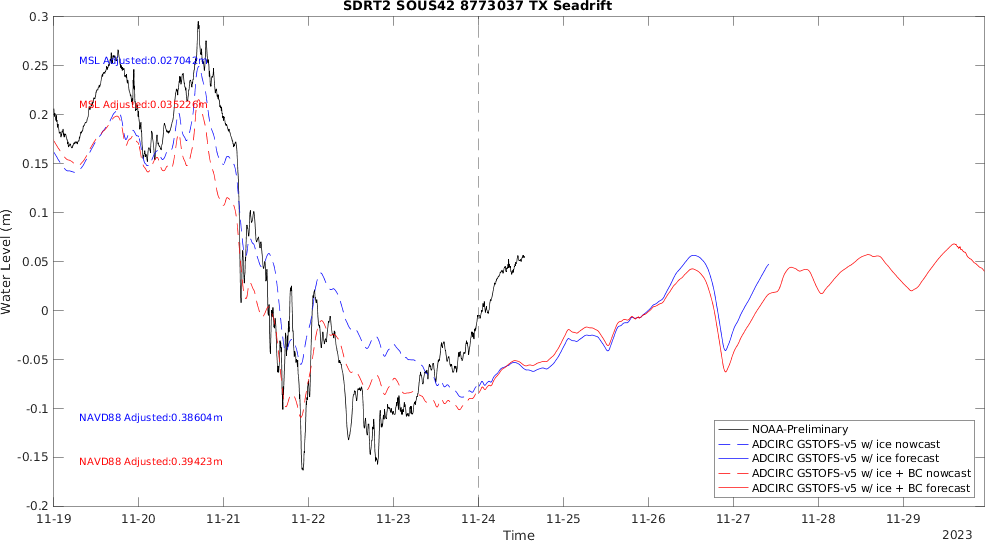 SDRT2 SOUS42 8773037 TX Seadrift
0.3
0.25
0.2
0.15
0.1
0.05
0
-0.05
-0.1
-0.15
-0.2
Water Level (m)
MSL Adjusted:0.027042m
MSL Adjusted:0.035226m
NAVD88 Adjusted:0.38604m
NAVD88 Adjusted:0.39423m
NOAA-Preliminary
ADCIRC GSTOFS-v5 w/ ice nowcast
ADCIRC GSTOFS-v5 w/ ice forecast
ADCIRC GSTOFS-v5 w/ ice + BC nowcast
ADCIRC GSTOFS-v5 w/ ice + BC forecast
11-19 11-20 11-21 11-22 11-23 11-24 11-25 11-26 11-27 11-28 11-29
Time
2023